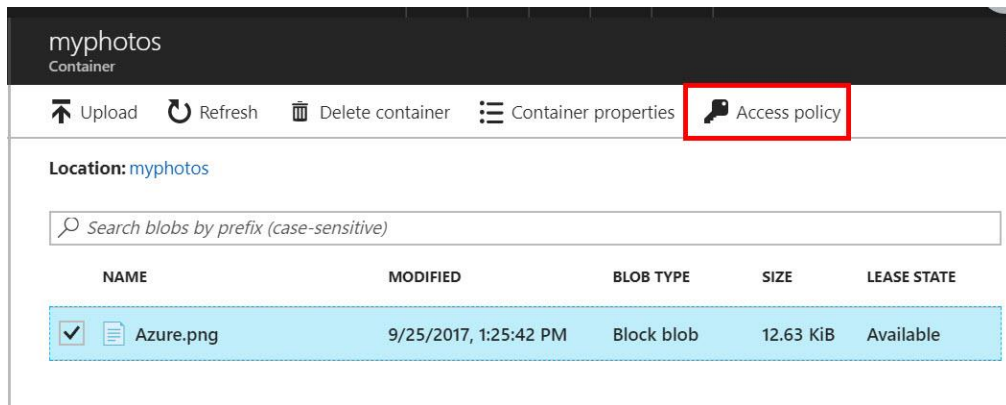 myphotos
Container
Upload Refresh Delete container Container properties Access policy
Location: myphotos
Search blobs by prefix (case-sensitive)
NAME MODIFIED BLOB TYPE SIZE LEASE STATE
Azure.png 9/25/2017, 1:25:42 PM Block blob 12.63 KiB Available